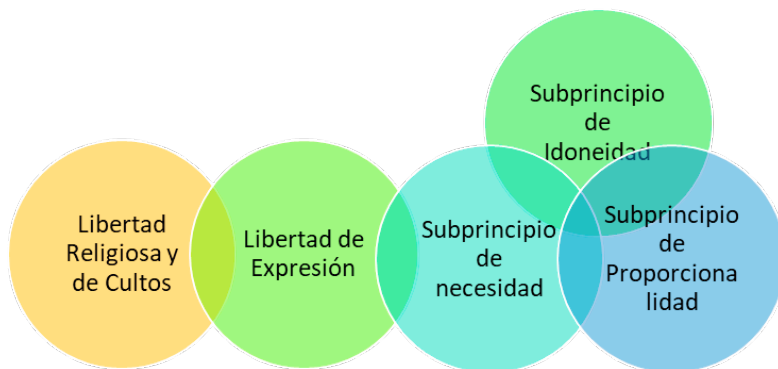 Libertad
Religiosa y
de Cultos
Libertad de
Expresión
Subprincipio
de
necesidad
Subprincipio
de
Idoneidad
Subprincipio
de
Proporciona
lidad